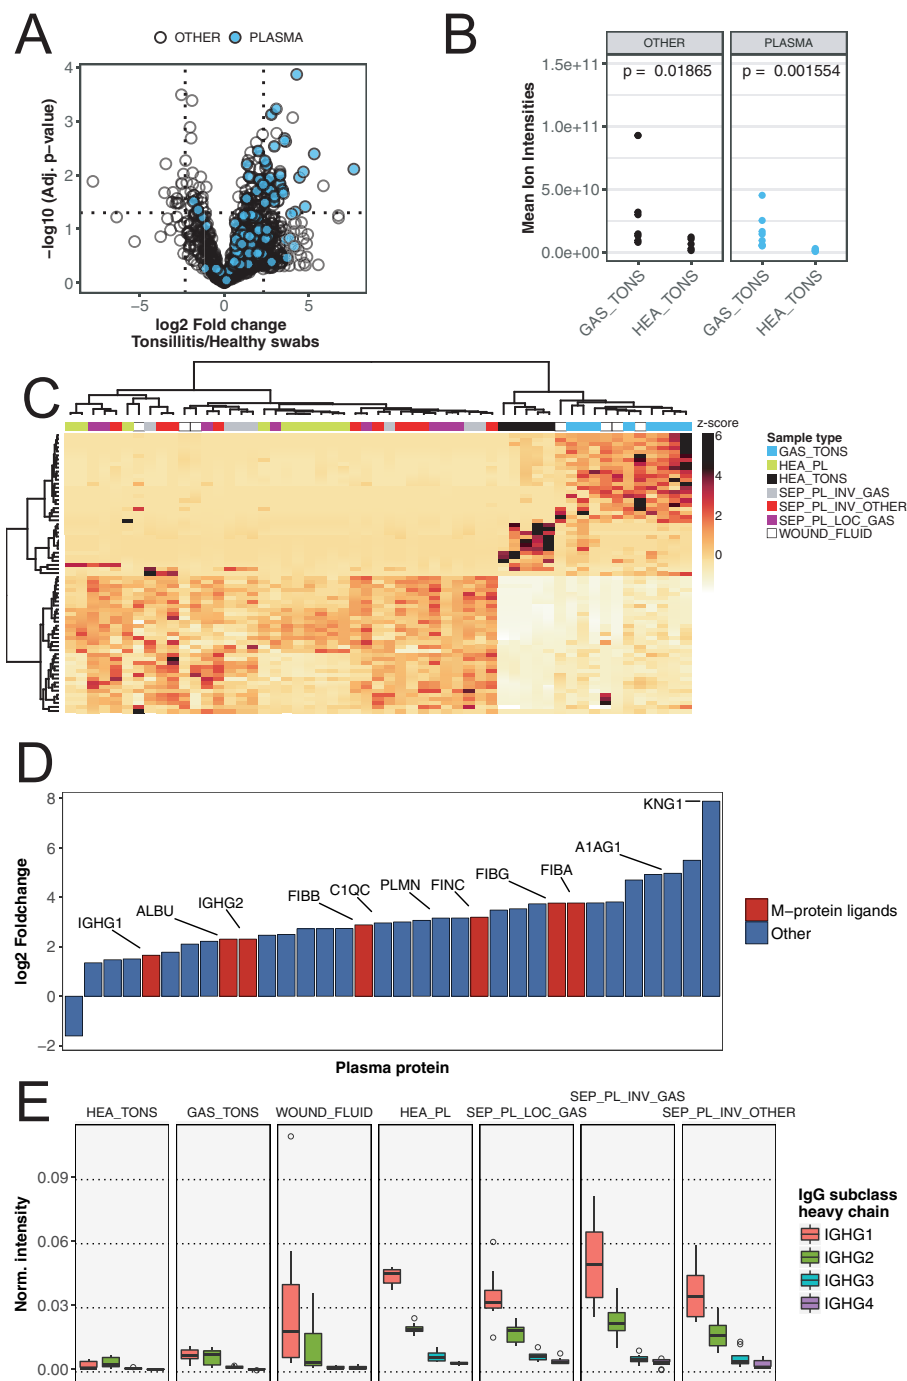 A
OTHER PLASMA
4
3
2
1
0
−log10 (Adj. p−value)
−5 0 5
log2 Fold change
Tonsillitis/Healthy swabs
B
OTHER PLASMA
p = 0.01865 p = 0.001554
1.5e+11
1.0e+11
5.0e+10
0.0e+00
Mean Ion Intensities
GAS_TONS HEA_TONS GAS_TONS HEA_TONS
C
z-score
6
4
2
0
Sample type
GAS_TONS
HEA_PL
HEA_TONS
SEP_PL_INV_GAS
SEP_PL_INV_OTHER
SEP_PL_LOC_GAS
WOUND_FLUID
D
8
6
4
2
0
−2
log2 Foldchange
IGHG1
ALBU
IGHG2
FIBB
C1QC
PLMN
FINC
FIBG
FIBA
A1AG1
KNG1
Plasma protein
M−protein ligands
Other
E
HEA_TONS GAS_TONS WOUND_FLUID HEA_PL SEP_PL_LOC_GAS SEP_PL_INV_GAS SEP_PL_INV_OTHER
0.09
0.06
0.03
0.00
Norm. intensity
IgG subclass
heavy chain
IGHG1
IGHG2
IGHG3
IGHG4